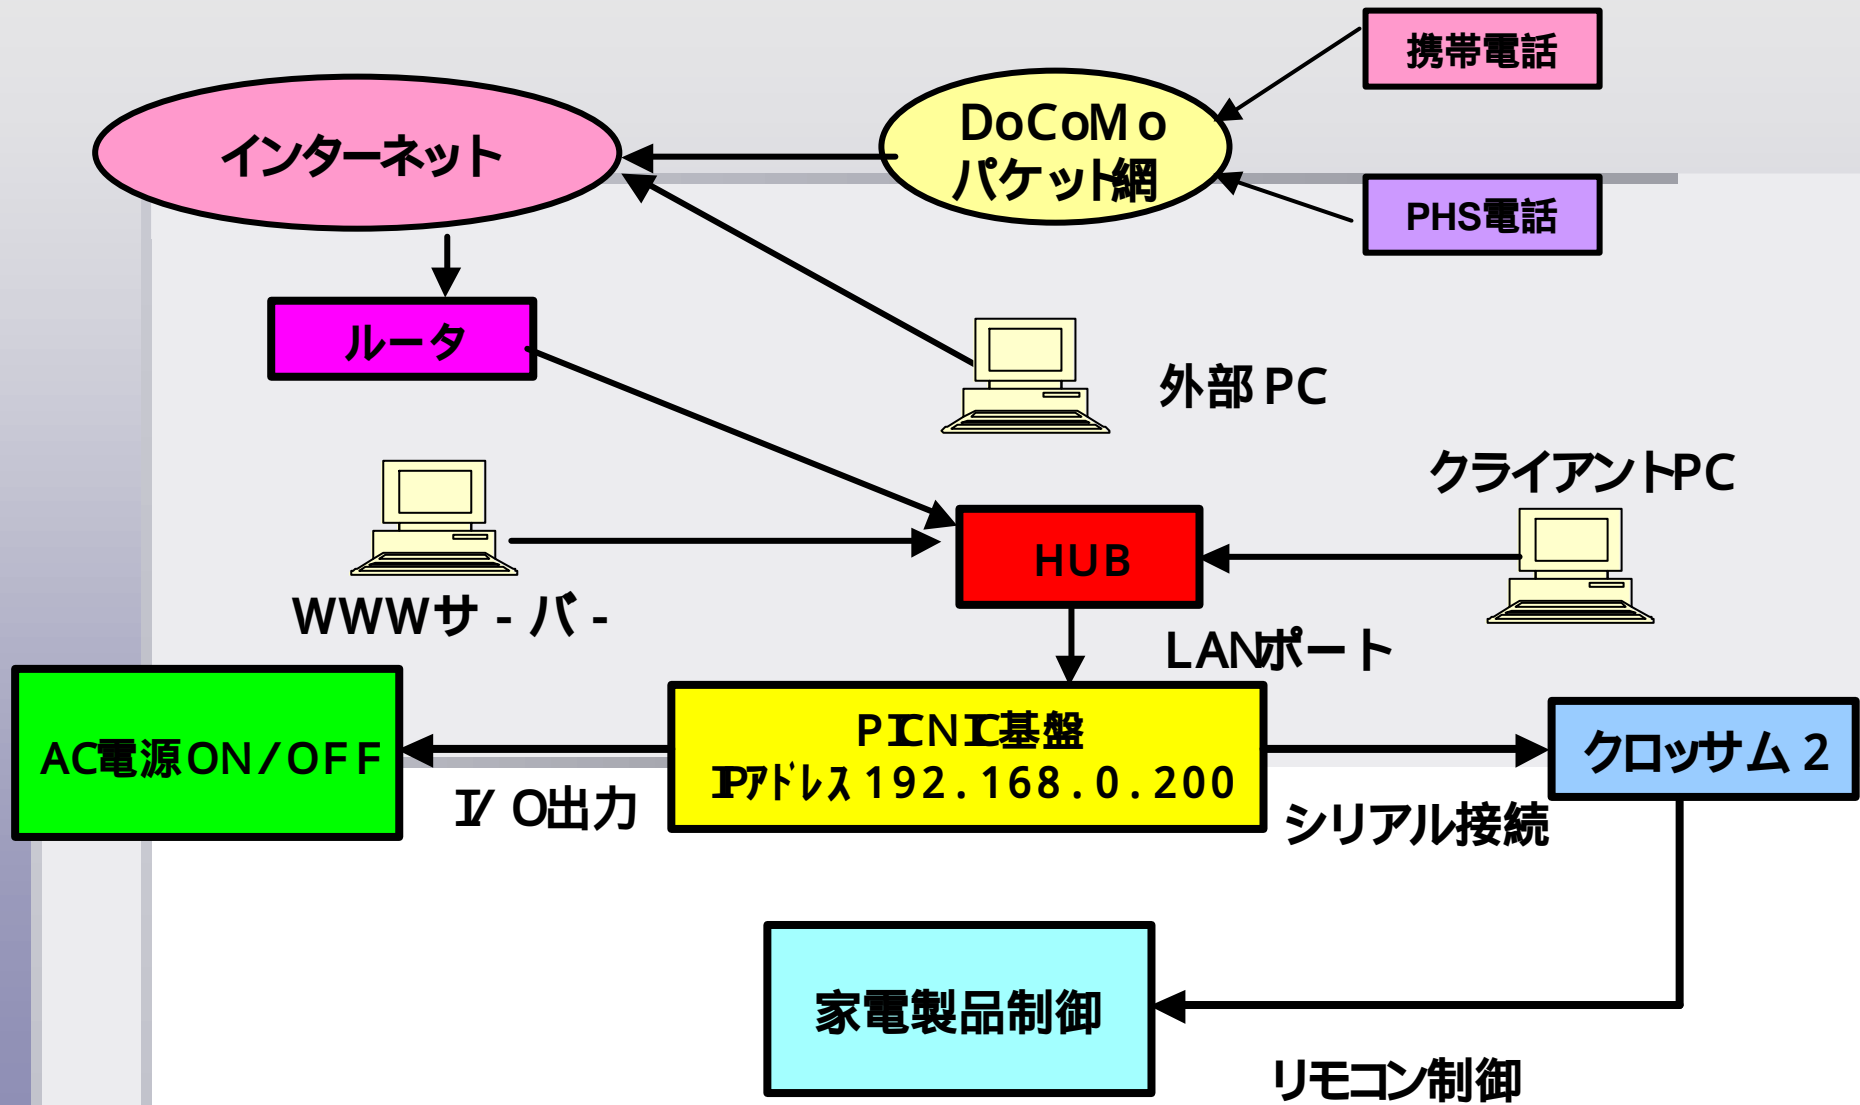 携帯電話
インターネット
DoCoMo
パケット網
PHS電話
ルータ
外部PC
クライアントPC
HUB
WWWサ-バ-
LANポート
AC電源ON/OFF
PICNIC基盤
IPアドレス192.168.0.200
クロッサム2
I/O出力
シリアル接続
家電製品制御
リモコン制御